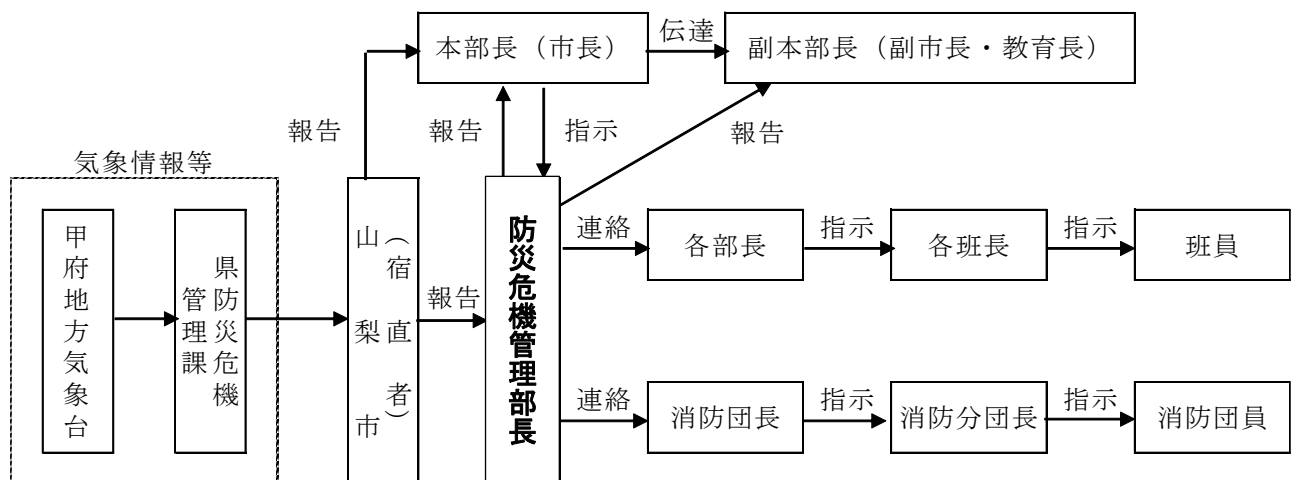 本部長（市長）
伝達
副本部長（副市長・教育長）
報告
報告
指示
報告
気象情報等
甲府地方気象台
県防災危機
管理課
山梨市
（宿直者）
報告
防災危機管理部長
連絡
各部長
指示
各班長
指示
班員
連絡
消防団長
指示
消防分団長
指示
消防団員